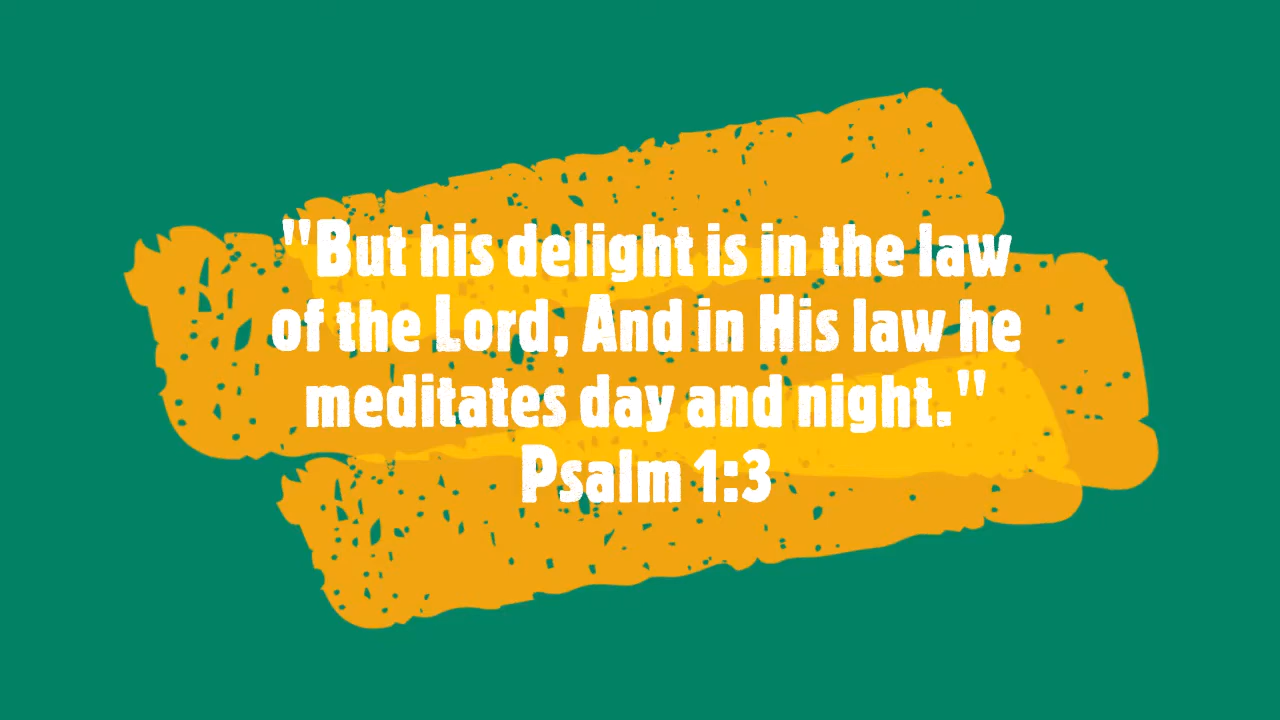 "But his delight is in the law
of the Lord, And in His law he
meditates day and night."
Psalm 1:3